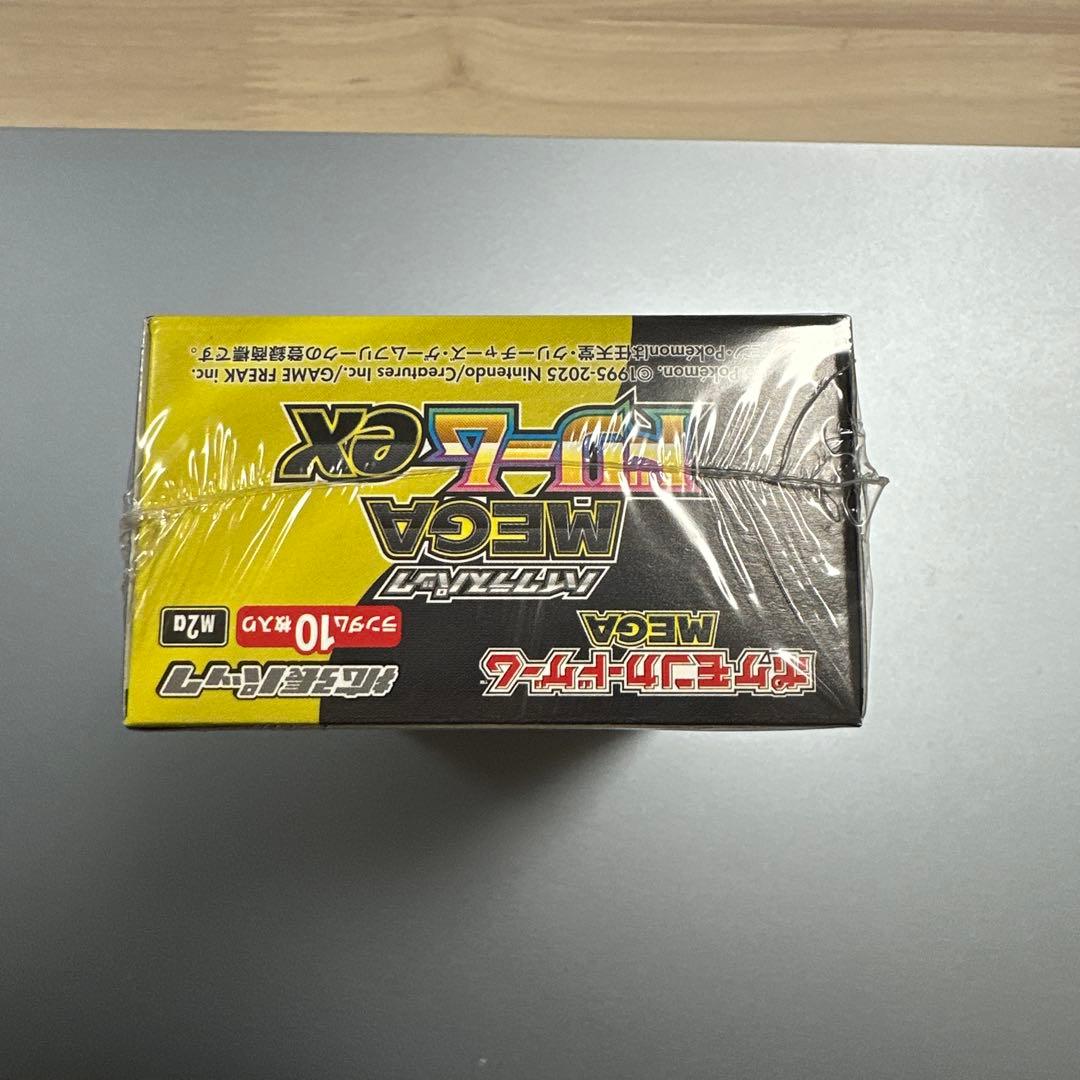 ポケモンカードゲーム
MEGA
拡張パック
ランダム10枚入り
M2a
ハイクラスパック
MEGA
ドリームex
Pokémon. ©1995-2025 Nintendo/Creatures Inc./GAME FREAK inc.
モン・Pokémonは任天堂・クリーチャーズ・ゲームフリークの登録商標です。